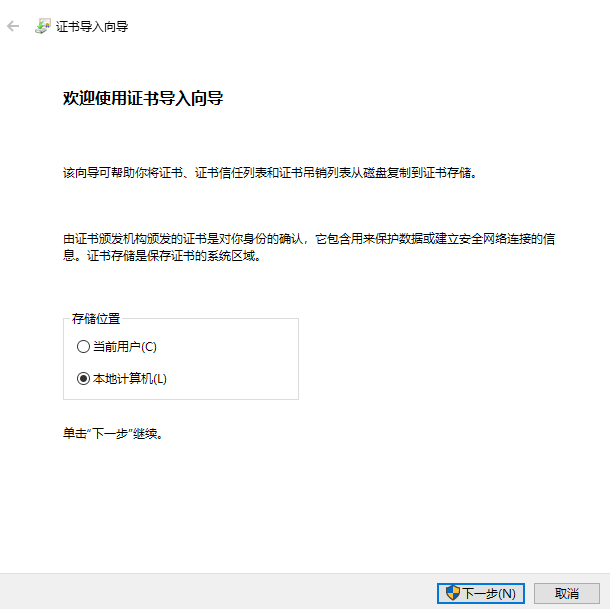 证书导入向导
欢迎使用证书导入向导
该向导可帮助你将证书、证书信任列表和证书吊销列表从磁盘复制到证书存储。
由证书颁发机构颁发的证书是对你身份的确认，它包含用来保护数据或建立安全网络连接的信
息。证书存储是保存证书的系统区域。
存储位置
当前用户(C)
本地计算机(L)
单击“下一步”继续。
下一步(N)
取消